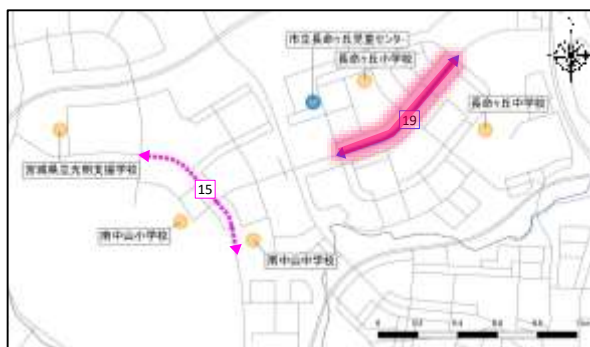 市立長命ヶ丘児童センター
長命ヶ丘小学校
19
長命ヶ丘中学校
宮城県立光明支援学校
15
南中山小学校
南中山中学校
0